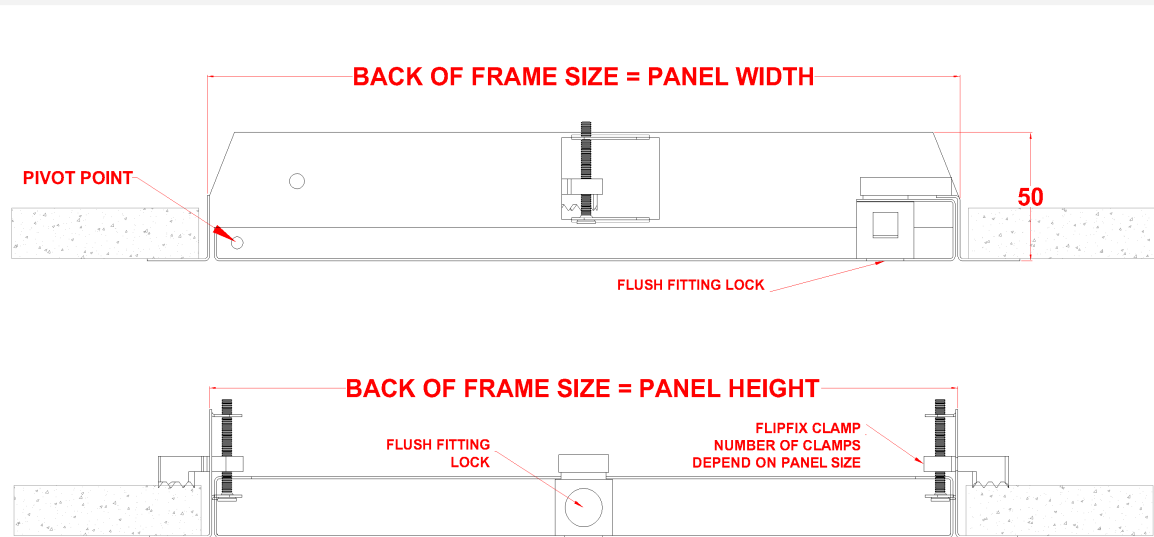 BACK OF FRAME SIZE = PANEL WIDTH
PIVOT POINT
50
FLUSH FITTING LOCK
BACK OF FRAME SIZE = PANEL HEIGHT
FLUSH FITTING
LOCK
FLIPFIX CLAMP
NUMBER OF CLAMPS
DEPEND ON PANEL SIZE